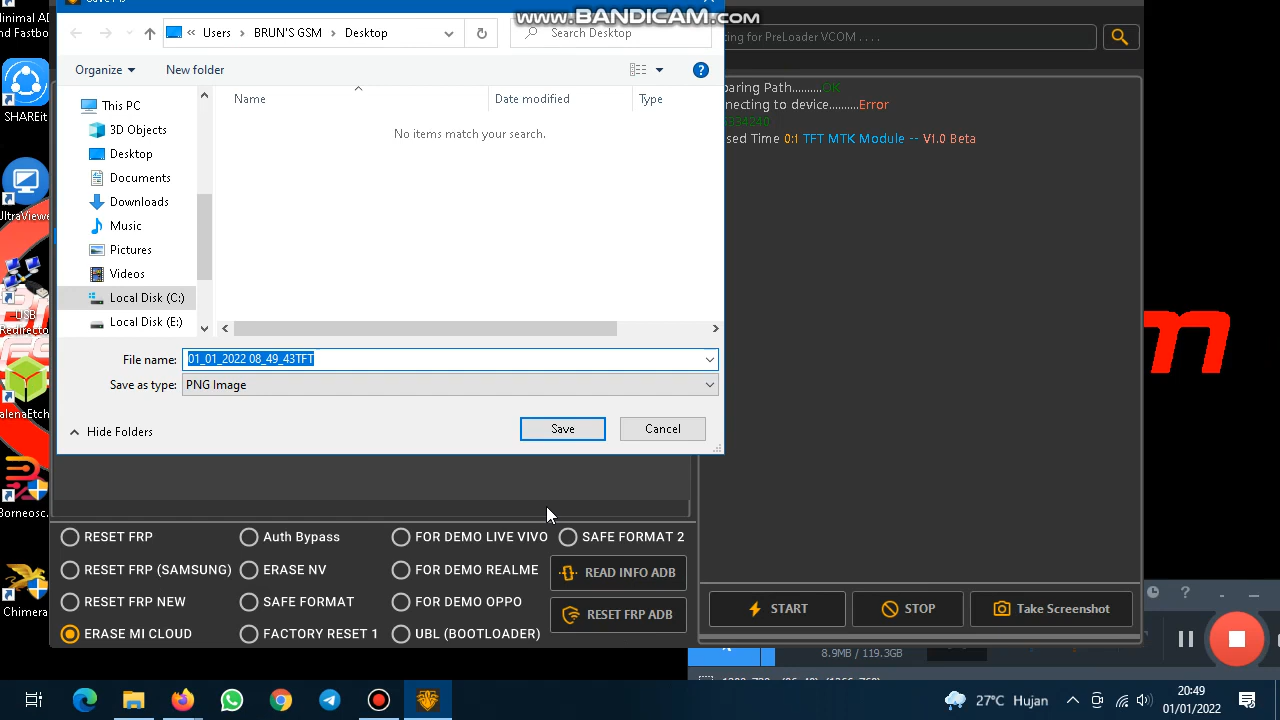 www.BANDICAM.com
Users > BRUN'S GSM > Desktop
Search Desktop
ting for PreLoader VCOM . . . .
Organize
New folder
Name
Date modified
Type
This PC
3D Objects
Desktop
Documents
Downloads
Music
Pictures
Videos
Local Disk (C:)
Local Disk (E:)
No items match your search.
File name: 01_01_2022 08_49_43TFT
Save as type: PNG Image
Hide Folders
Save
Cancel
paring Path.........OK
nnecting to device.........Error
334240
sed Time 0:1 TFT MTK Module -- V1.0 Beta
SHAREit
UltraViewer
USB
Redirector
Chimera
RESET FRP
Auth Bypass
FOR DEMO LIVE VIVO
SAFE FORMAT 2
RESET FRP (SAMSUNG)
ERASE NV
FOR DEMO REALME
READ INFO ADB
RESET FRP NEW
SAFE FORMAT
FOR DEMO OPPO
RESET FRP ADB
ERASE MI CLOUD
FACTORY RESET 1
UBL (BOOTLOADER)
START
STOP
Take Screenshot
8.9MB / 119.3GB
27°C Hujan
20:49
01/01/2022